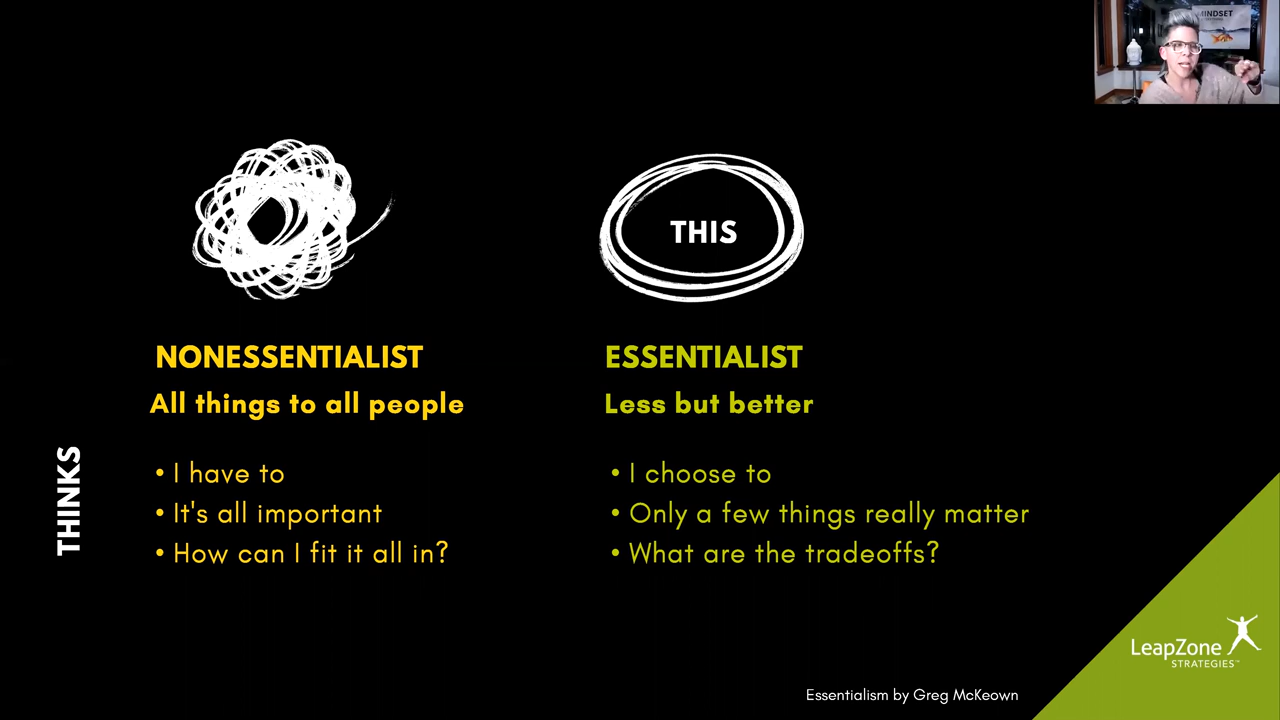 MINDSET
THIS
NONESSENTIALIST
All things to all people
THINKS
• I have to
• It's all important
• How can I fit it all in?
ESSENTIALIST
Less but better
• I choose to
• Only a few things really matter
• What are the tradeoffs?
LeapZone
STRATEGIES™
Essentialism by Greg McKeown